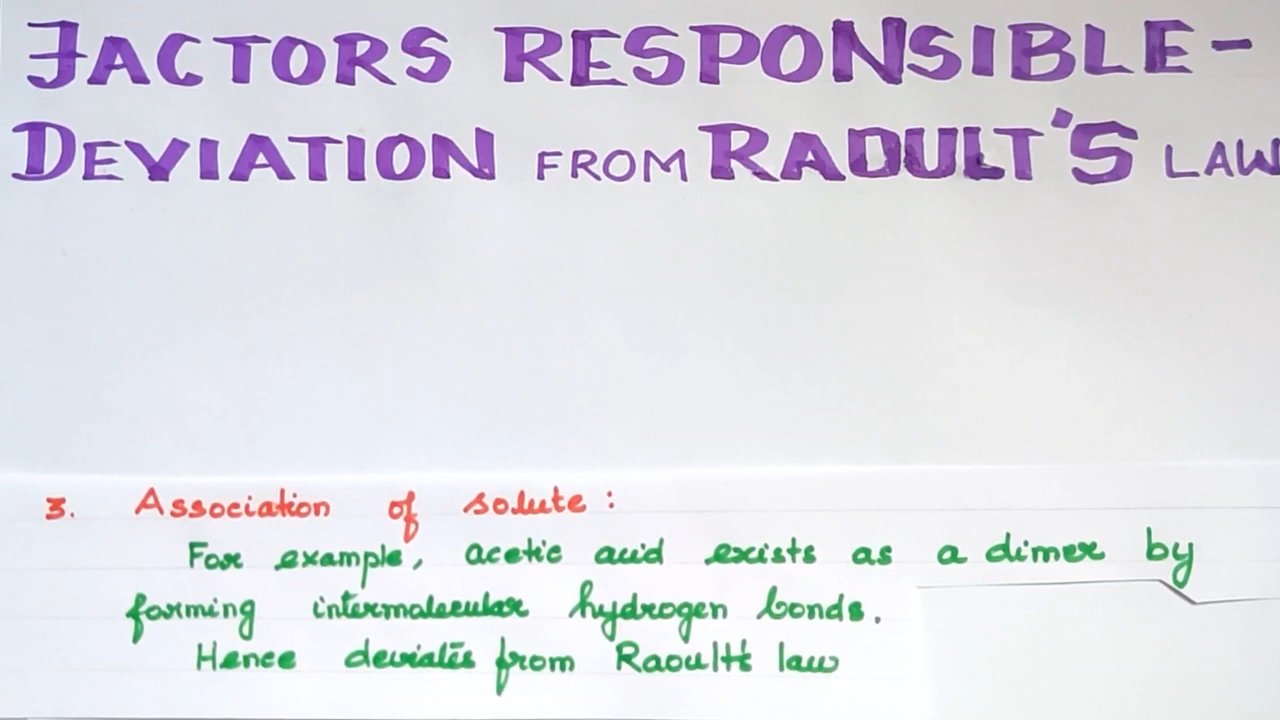 FACTORS RESPONSIBLE-
DEVIATION FROM RAOULT'S LAW
3. Association of solute :
For example, acetic acid exists as a dimer by
forming intermolecular hydrogen bonds.
Hence deviates from Raoult's law